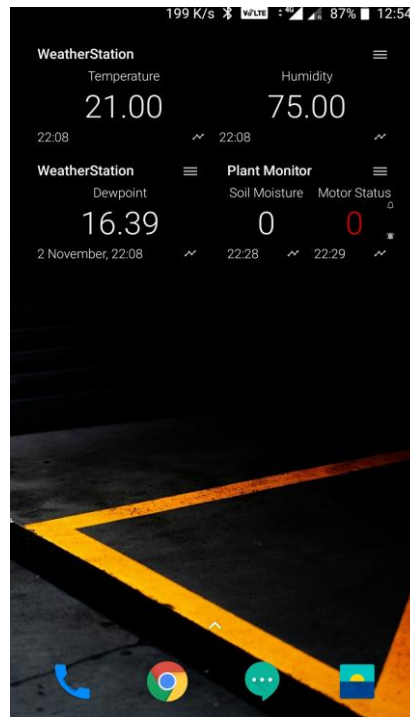 199 K/s VoLTE 4G 87% 12:54
WeatherStation
Temperature Humidity
21.00 75.00
22:08 22:08
WeatherStation Plant Monitor
Dewpoint Soil Moisture Motor Status
16.39 0 0
2 November, 22:08 22:28 22:29